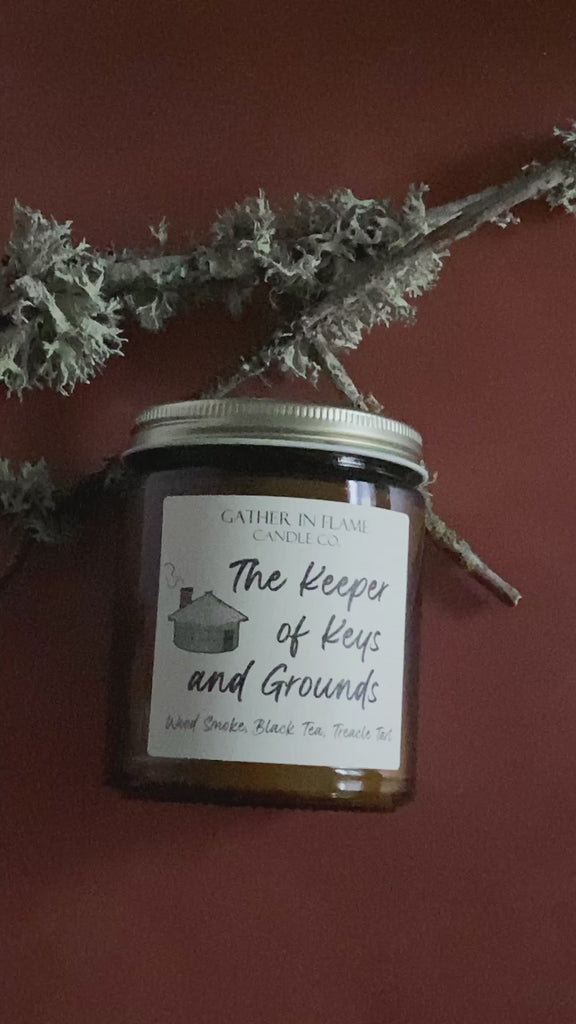 GATHER IN FLAME
CANDLE CO.
The Keeper
of Keys
and Grounds
Wood Smoke, Black Tea, Treacle Tart